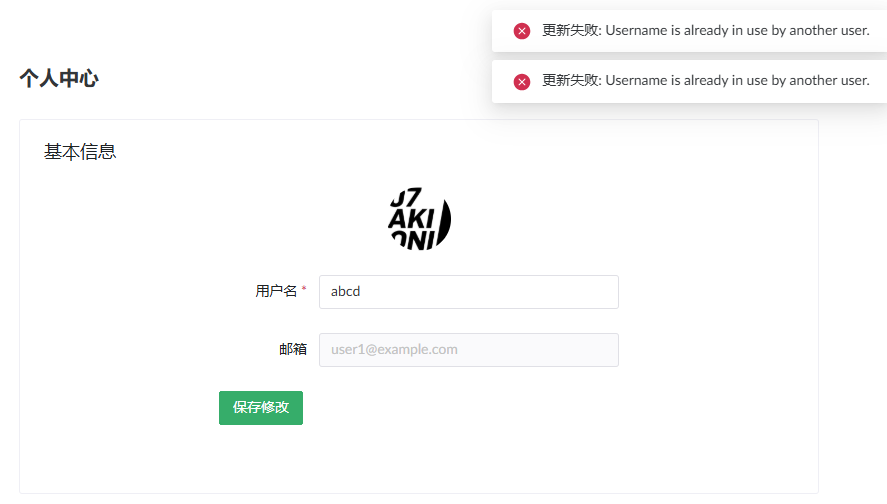 更新失败: Username is already in use by another user.
更新失败: Username is already in use by another user.
个人中心
基本信息
J7
AKI
ONI
用户名 *
abcd
邮箱
user1@example.com
保存修改